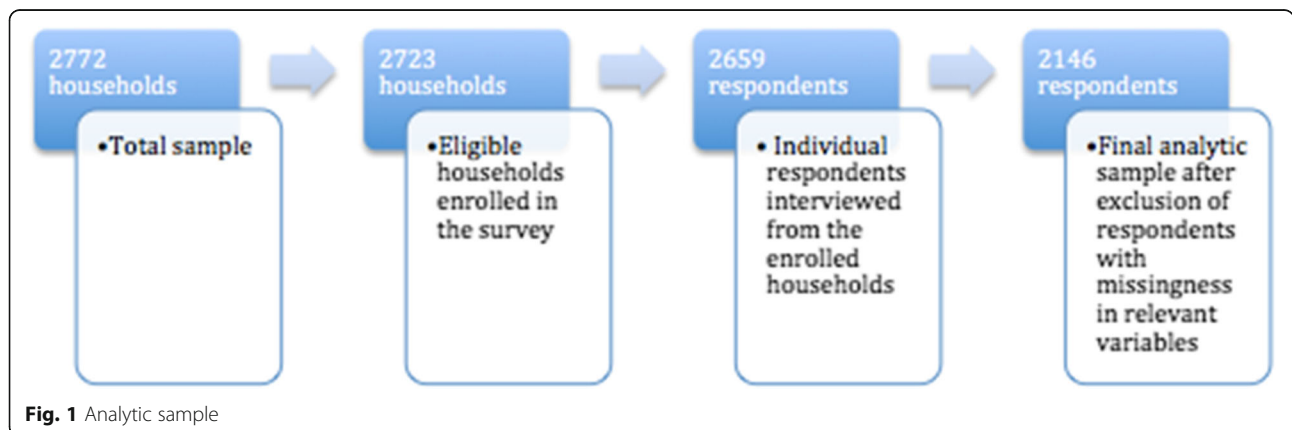 2772
households
•Total sample
2723
households
•Eligible
households
enrolled in
the survey
2659
respondents
• Individual
respondents
interviewed
from the
enrolled
households
2146
respondents
•Final analytic
sample after
exclusion of
respondents
with
missingness
in relevant
variables
Fig. 1 Analytic sample